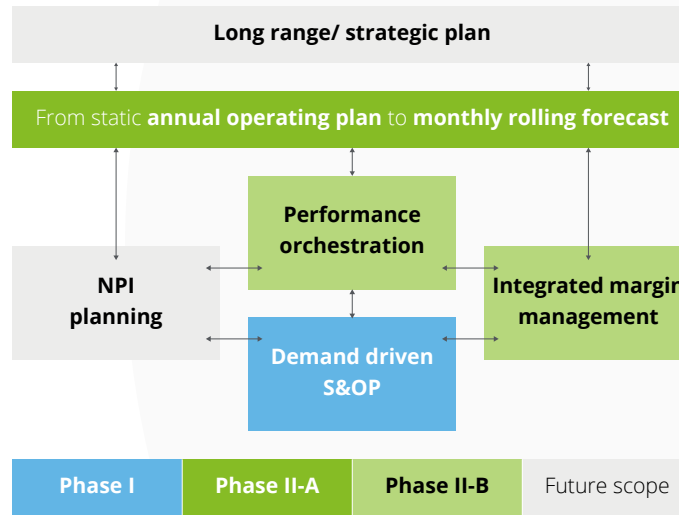 Long range/ strategic plan
From static annual operating plan to monthly rolling forecast
Performance
orchestration
NPI
planning
Integrated margin
management
Demand driven
S&OP
Phase I
Phase II-A
Phase II-B
Future scope